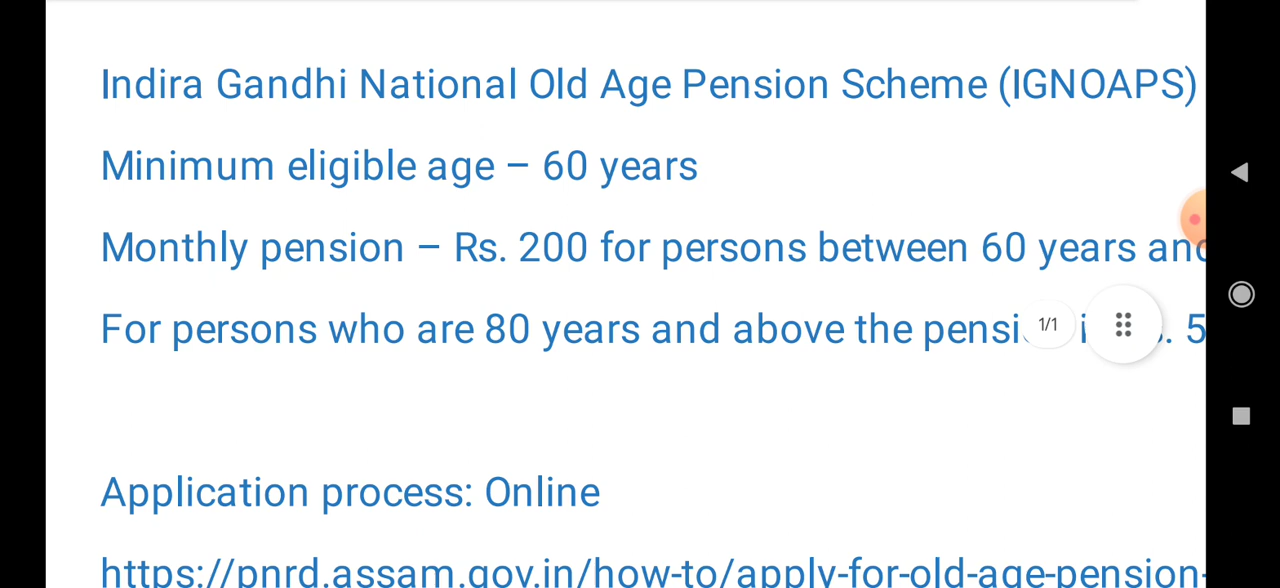 Indira Gandhi National Old Age Pension Scheme (IGNOAPS)
Minimum eligible age – 60 years
Monthly pension – Rs. 200 for persons between 60 years and
For persons who are 80 years and above the pensi
1/1
. 5
Application process: Online
https://pnrd.assam.gov.in/how-to/apply-for-old-age-pension-